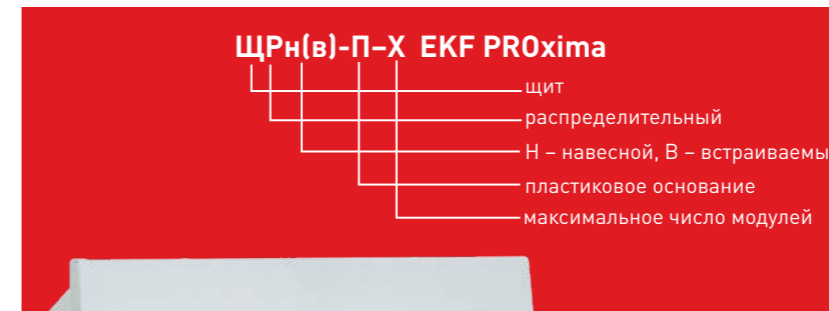 ЩРн(в)-П–Х EKF PROxima
щит
распределительный
Н – навесной, В – встраиваемы
пластиковое основание
максимальное число модулей